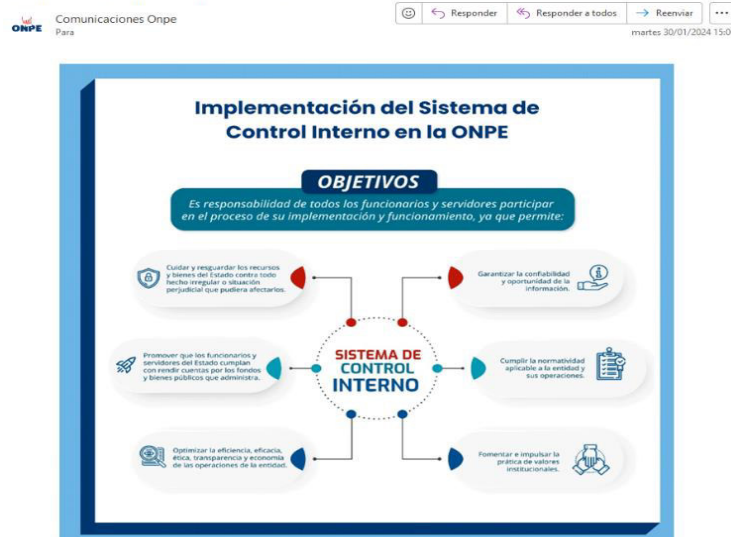 ONPE
Comunicaciones Onpe
Para
Responder
Responder a todos
Reenviar
martes 30/01/2024 15:0
Implementación del Sistema de
Control Interno en la ONPE
OBJETIVOS
Es responsabilidad de todos los funcionarios y servidores participar
en el proceso de su implementación y funcionamiento, ya que permite:
Cuidar y resguardar los recursos
y bienes del Estado contra todo
hecho irregular o situación
perjudicial que pudiera afectarlos.
Garantizar la confiabilidad
y oportunidad de la
información.
Promover que los funcionarios y
servidores del Estado cumplan
con rendir cuentas por los fondos
y bienes públicos que administra.
SISTEMA DE
CONTROL
INTERNO
Cumplir la normatividad
aplicable a la entidad y
sus operaciones.
Optimizar la eficiencia, eficacia,
ética, transparencia y economía
de las operaciones de la entidad.
Fomentar e impulsar la
prática de valores
institucionales.